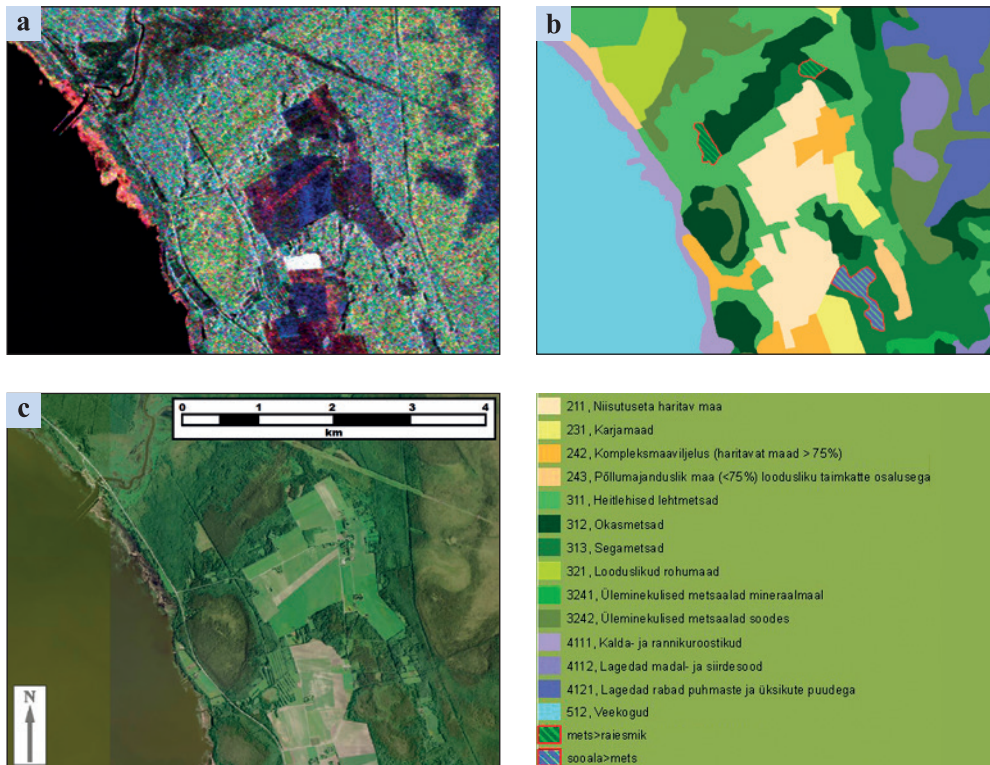 a
b
c
0 1 2 3 4
km
N
211, Niisutuseta haritav maa
231, Karjamaad
242, Kompleksmaaviljelus (haritavat maad > 75%)
243, Põllumajanduslik maa (<75%) loodusliku taimkatte osalusega
311, Heitlehised lehtmetsad
312, Okasmetsad
313, Segametsad
321, Looduslikud rohumaad
3241, Üleminekulised metsaalad mineraalmaal
3242, Üleminekulised metsaalad soodes
4111, Kalda- ja rannikuroostikud
4112, Lagedad madal- ja siirdesood
4121, Lagedad rabad puhmaste ja üksikute puudega
512, Veekogud
mets>raiesmik
sooala>mets